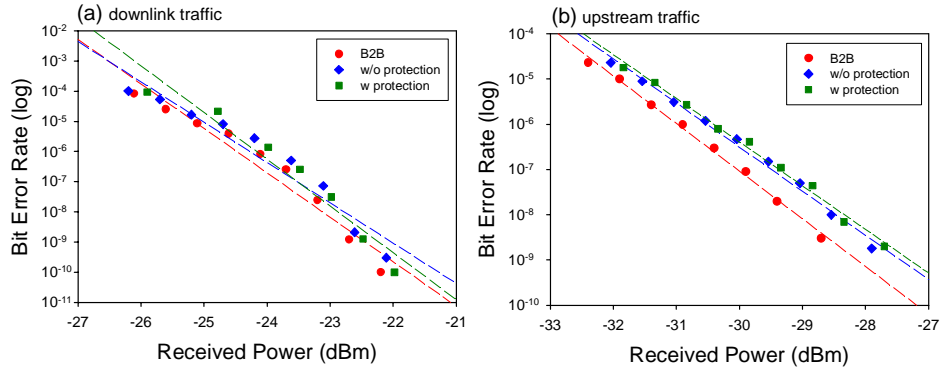 (a) downlink traffic
Bit Error Rate (log)
10-2
10-3
10-4
10-5
10-6
10-7
10-8
10-9
10-10
10-11
B2B
w/o protection
w protection
-27 -26 -25 -24 -23 -22 -21
Received Power (dBm)
(b) upstream traffic
Bit Error Rate (log)
10-4
10-5
10-6
10-7
10-8
10-9
10-10
B2B
w/o protection
w protection
-33 -32 -31 -30 -29 -28 -27
Received Power (dBm)